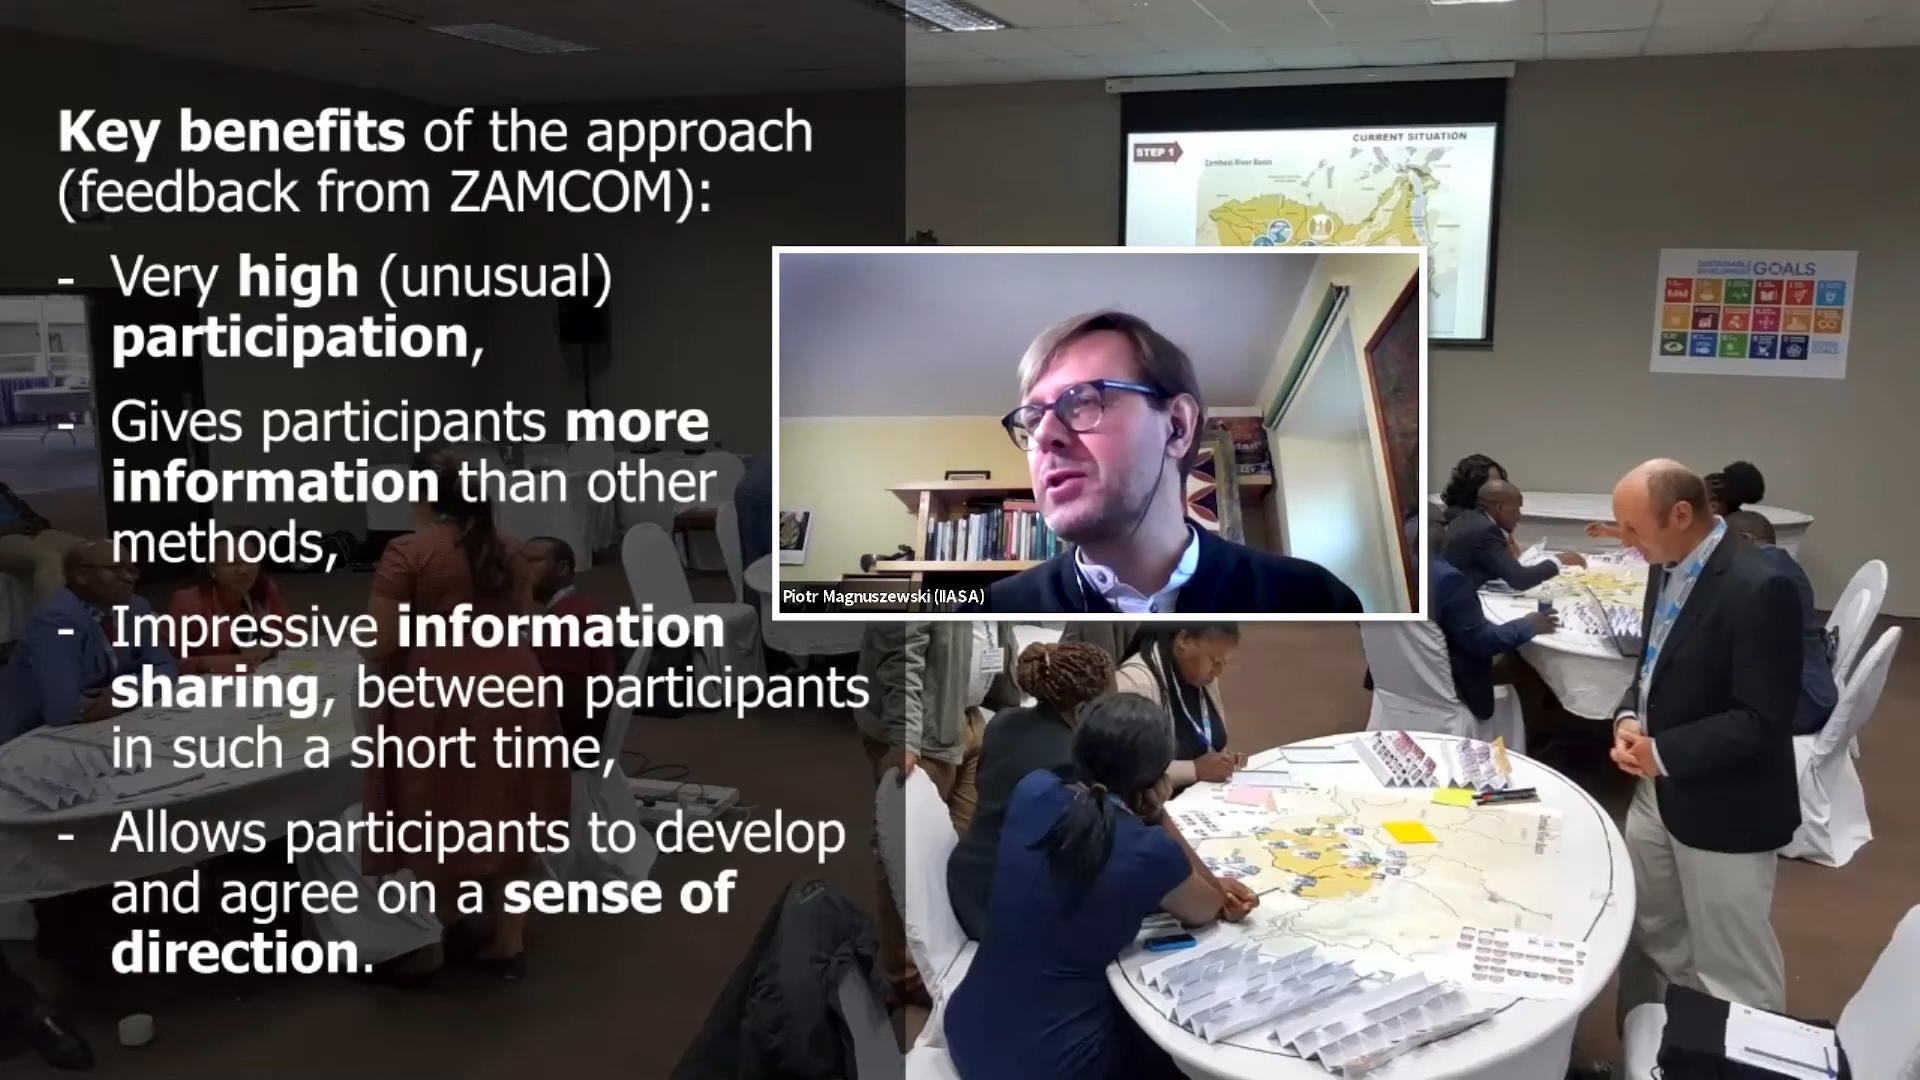 Key benefits of the approach
(feedback from ZAMCOM):
- Very high (unusual)
participation,
- Gives participants more
information than other
methods,
- Impressive information
sharing, between participants
in such a short time,
- Allows participants to develop
and agree on a sense of
direction.
CURRENT SITUATION
STEP 1
Zambezi River Basin
SUSTAINABLE
DEVELOPMENT GOALS
Piotr Magnuszewski (IIASA)